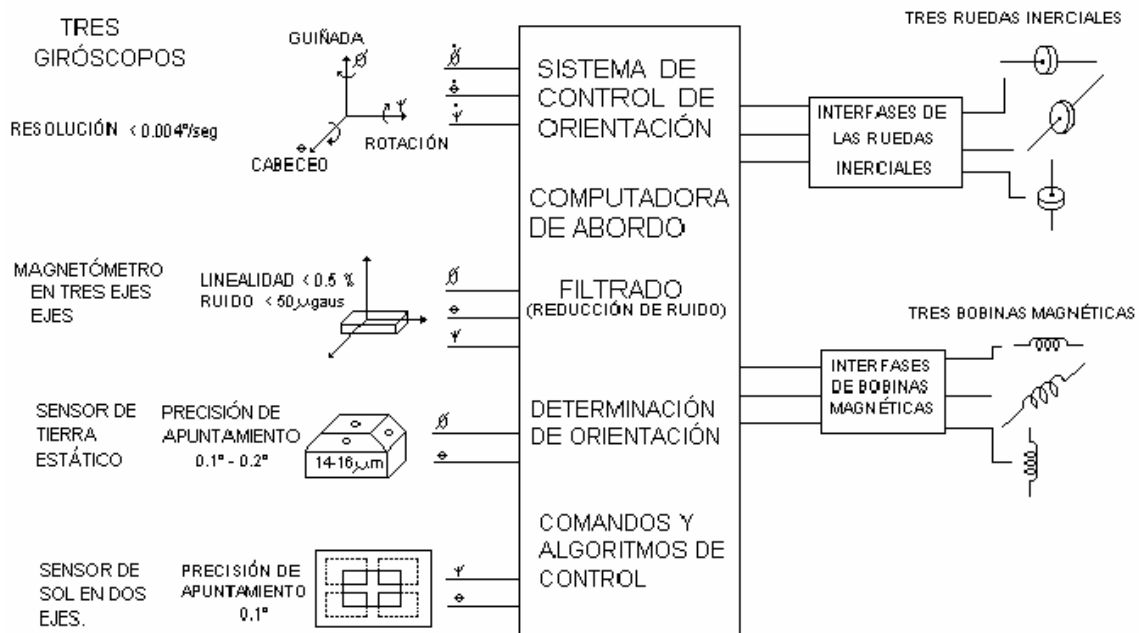 TRES
GIRÓSCOPOS
GUIÑADA
Ø
Ψ
RESOLUCIÓN < 0.004°/seg
ROTACIÓN
Θ
CABECEO
Ø̇
Θ̇
Ψ̇
MAGNETÓMETRO
EN TRES EJES
EJES
LINEALIDAD < 0.5 %
RUIDO < 50 µgaus
Ø
Θ
Ψ
SENSOR DE
TIERRA
ESTÁTICO
PRECISIÓN DE
APUNTAMIENTO
0.1° - 0.2°
14-16 µm
Ø
Θ
SENSOR DE
SOL EN DOS
EJES.
PRECISIÓN DE
APUNTAMIENTO
0.1°
Ψ
Θ
SISTEMA DE
CONTROL DE
ORIENTACIÓN
COMPUTADORA
DE ABORDO
FILTRADO
(REDUCCIÓN DE RUIDO)
DETERMINACIÓN
DE ORIENTACIÓN
COMANDOS Y
ALGORITMOS DE
CONTROL
TRES RUEDAS INERCIALES
INTERFASES DE
LAS RUEDAS
INERCIALES
TRES BOBINAS MAGNÉTICAS
INTERFASES
DE BOBINAS
MAGNÉTICAS